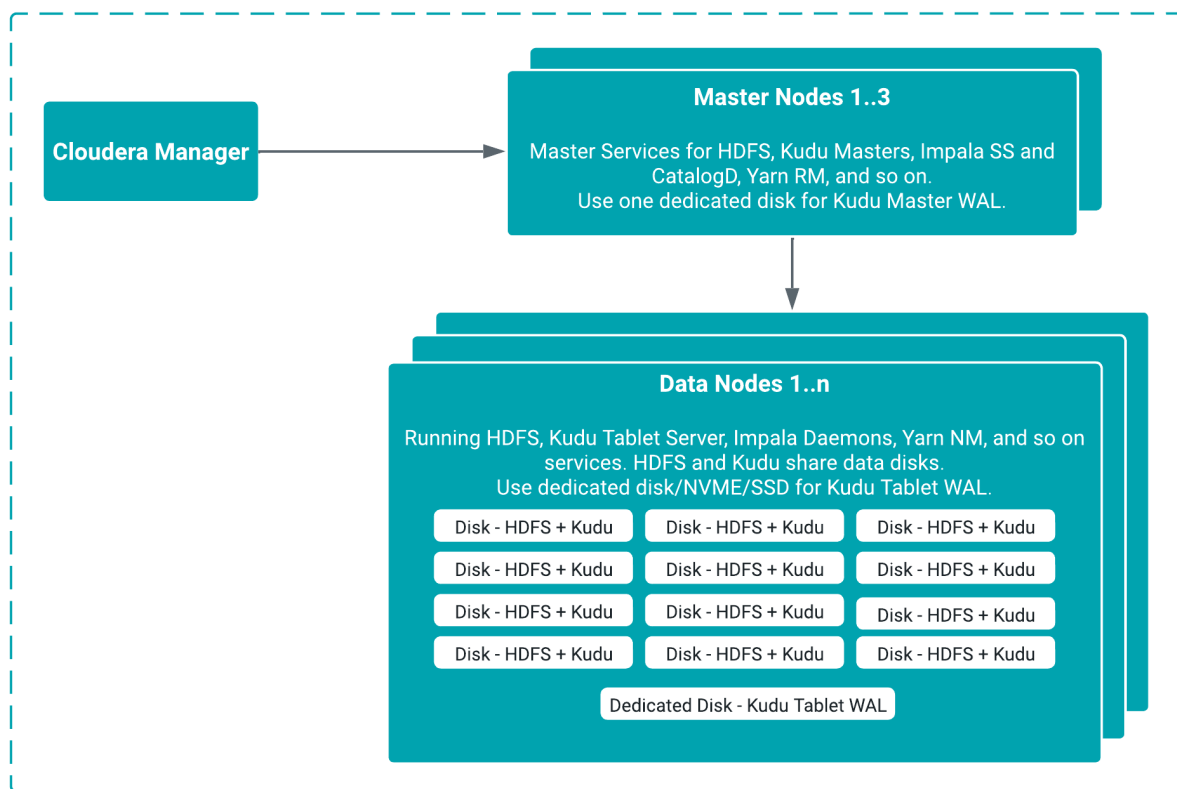 Cloudera Manager
Master Nodes 1..3
Master Services for HDFS, Kudu Masters, Impala SS and
CatalogD, Yarn RM, and so on.
Use one dedicated disk for Kudu Master WAL.
Data Nodes 1..n
Running HDFS, Kudu Tablet Server, Impala Daemons, Yarn NM, and so on
services. HDFS and Kudu share data disks.
Use dedicated disk/NVME/SSD for Kudu Tablet WAL.
Disk - HDFS + Kudu
Disk - HDFS + Kudu
Disk - HDFS + Kudu
Disk - HDFS + Kudu
Disk - HDFS + Kudu
Disk - HDFS + Kudu
Disk - HDFS + Kudu
Disk - HDFS + Kudu
Disk - HDFS + Kudu
Disk - HDFS + Kudu
Disk - HDFS + Kudu
Disk - HDFS + Kudu
Dedicated Disk - Kudu Tablet WAL